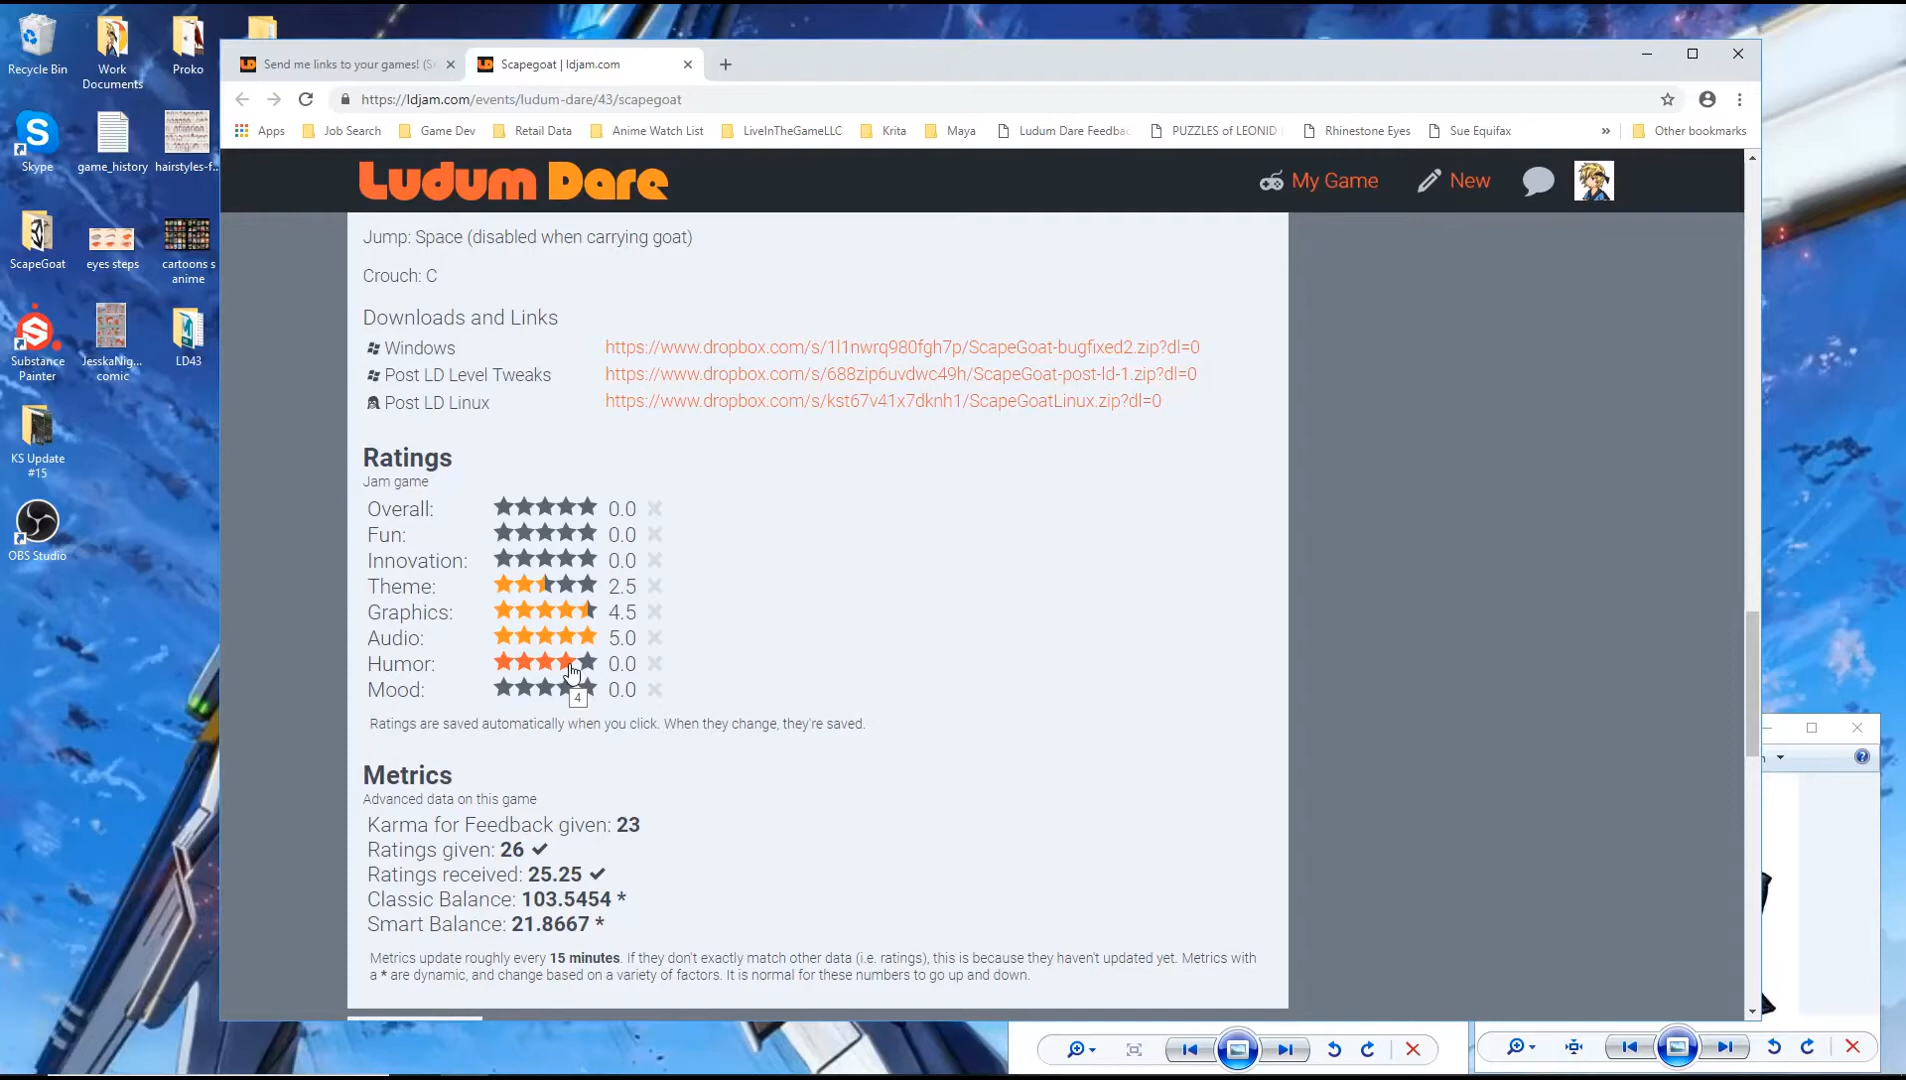 Recycle Bin
Work Documents
Proko
Skype
game_history
hairstyles-f...
ScapeGoat
eyes steps
cartoons s anime
Substance Painter
JesskaNig... comic
LD43
KS Update #15
OBS Studio
Send me links to your games! (S
Scapegoat | ldjam.com
https://ldjam.com/events/ludum-dare/43/scapegoat
Apps Job Search Game Dev Retail Data Anime Watch List LiveInTheGameLLC Krita Maya Ludum Dare Feedbac PUZZLES of LEONID Rhinestone Eyes Sue Equifax » Other bookmarks
Ludum Dare My Game New
Jump: Space (disabled when carrying goat)
Crouch: C
Downloads and Links
Windows https://www.dropbox.com/s/1l1nwrq980fgh7p/ScapeGoat-bugfixed2.zip?dl=0
Post LD Level Tweaks https://www.dropbox.com/s/688zip6uvdwc49h/ScapeGoat-post-ld-1.zip?dl=0
Post LD Linux https://www.dropbox.com/s/kst67v41x7dknh1/ScapeGoatLinux.zip?dl=0
Ratings
Jam game
Overall: 0.0
Fun: 0.0
Innovation: 0.0
Theme: 2.5
Graphics: 4.5
Audio: 5.0
Humor: 0.0
Mood: 0.0
4
Ratings are saved automatically when you click. When they change, they're saved.
Metrics
Advanced data on this game
Karma for Feedback given: 23
Ratings given: 26
Ratings received: 25.25
Classic Balance: 103.5454 *
Smart Balance: 21.8667 *
Metrics update roughly every 15 minutes. If they don't exactly match other data (i.e. ratings), this is because they haven't updated yet. Metrics with
a * are dynamic, and change based on a variety of factors. It is normal for these numbers to go up and down.